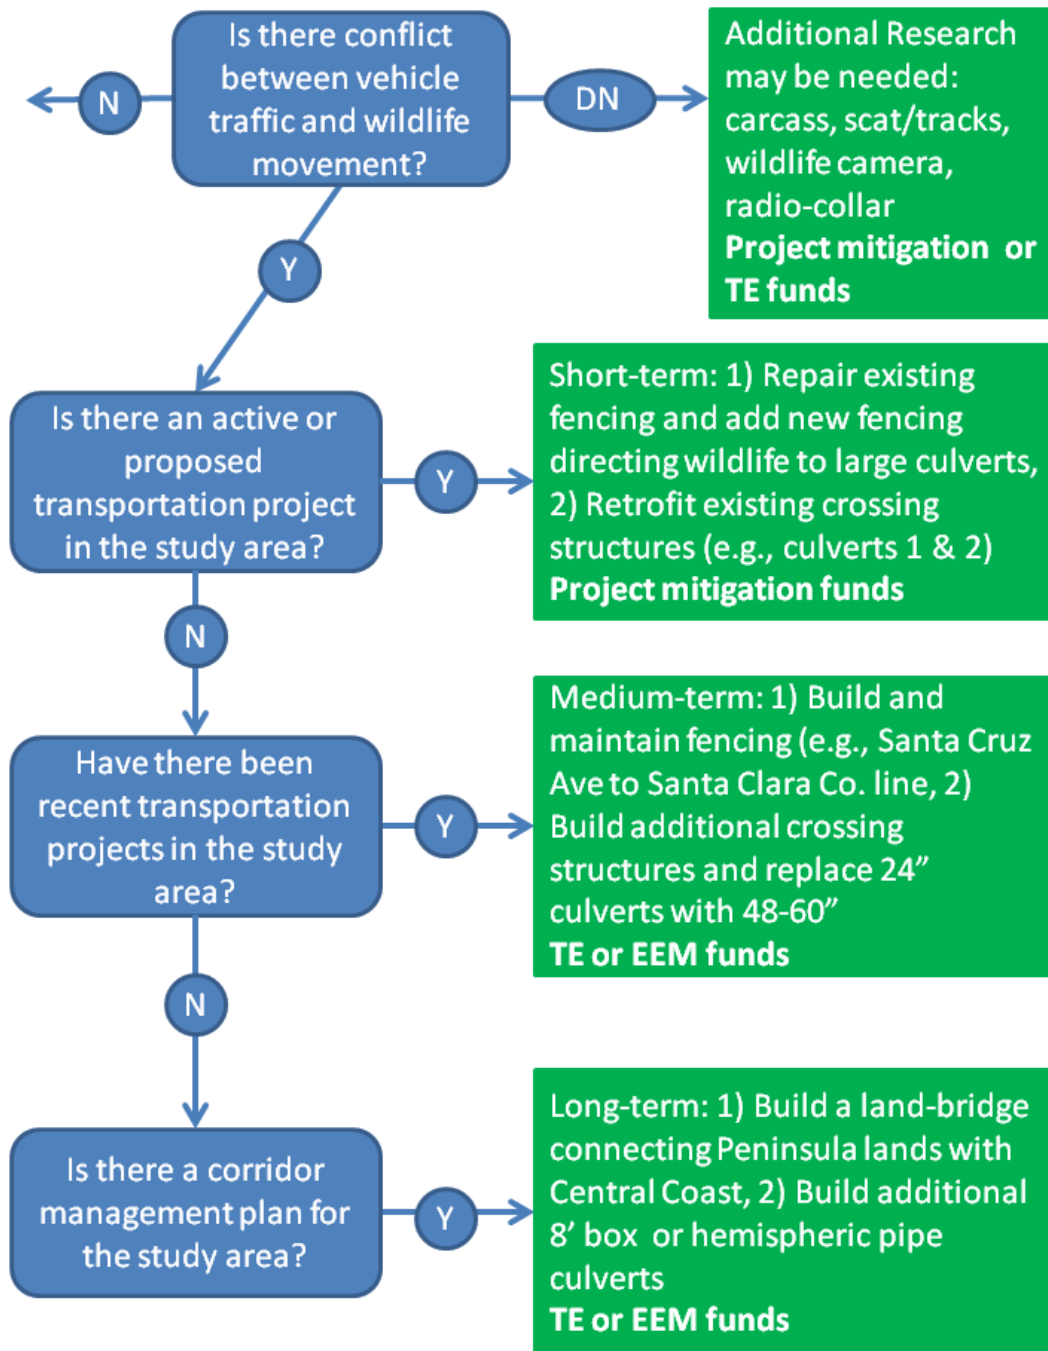 Is there conflict
between vehicle
traffic and wildlife
movement?
N
DN
Additional Research
may be needed:
carcass, scat/tracks,
wildlife camera,
radio-collar
Project mitigation or
TE funds
Y
Is there an active or
proposed
transportation project
in the study area?
Y
Short-term: 1) Repair existing
fencing and add new fencing
directing wildlife to large culverts,
2) Retrofit existing crossing
structures (e.g., culverts 1 & 2)
Project mitigation funds
N
Have there been
recent transportation
projects in the study
area?
Y
Medium-term: 1) Build and
maintain fencing (e.g., Santa Cruz
Ave to Santa Clara Co. line, 2)
Build additional crossing
structures and replace 24”
culverts with 48-60”
TE or EEM funds
N
Is there a corridor
management plan for
the study area?
Y
Long-term: 1) Build a land-bridge
connecting Peninsula lands with
Central Coast, 2) Build additional
8’ box or hemispheric pipe
culverts
TE or EEM funds